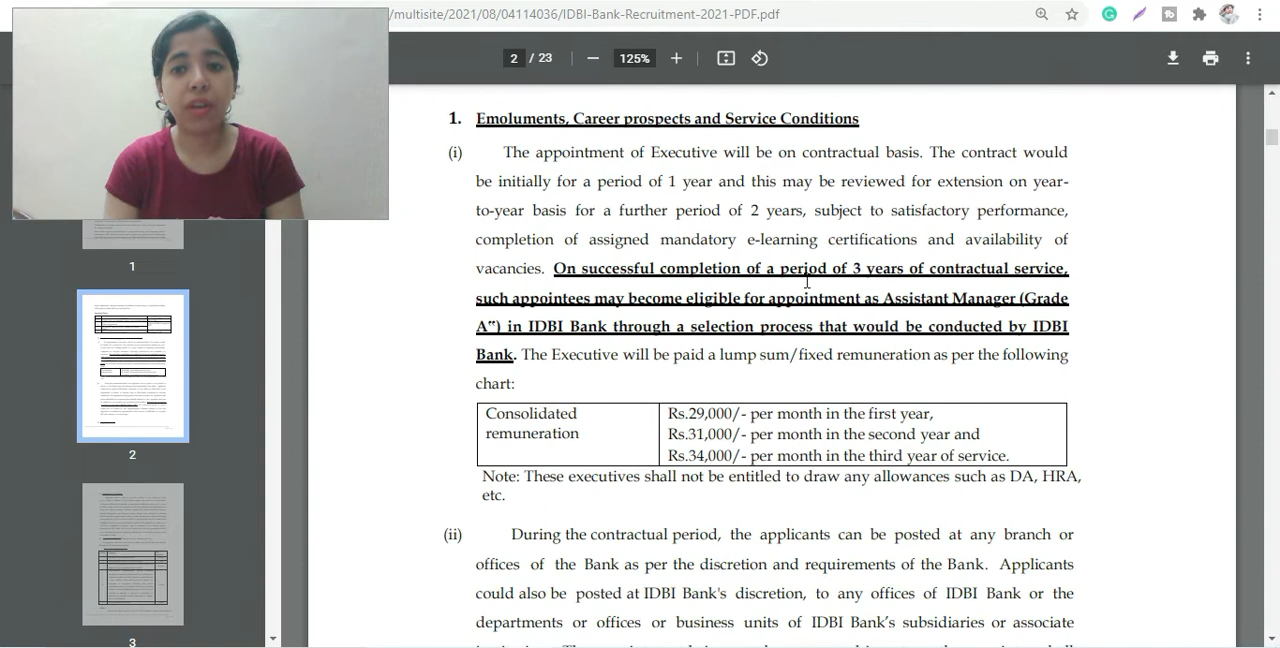 /multisite/2021/08/04114036/IDBI-Bank-Recruitment-2021-PDF.pdf
2 / 23
125%
1
2
3
1. Emoluments, Career prospects and Service Conditions
(i) The appointment of Executive will be on contractual basis. The contract would
be initially for a period of 1 year and this may be reviewed for extension on year-
to-year basis for a further period of 2 years, subject to satisfactory performance,
completion of assigned mandatory e-learning certifications and availability of
vacancies. On successful completion of a period of 3 years of contractual service,
such appointees may become eligible for appointment as Assistant Manager (Grade
A") in IDBI Bank through a selection process that would be conducted by IDBI
Bank. The Executive will be paid a lump sum/fixed remuneration as per the following
chart:
Consolidated
remuneration
Rs.29,000/- per month in the first year,
Rs.31,000/- per month in the second year and
Rs.34,000/- per month in the third year of service.
Note: These executives shall not be entitled to draw any allowances such as DA, HRA,
etc.
(ii) During the contractual period, the applicants can be posted at any branch or
offices of the Bank as per the discretion and requirements of the Bank. Applicants
could also be posted at IDBI Bank's discretion, to any offices of IDBI Bank or the
departments or offices or business units of IDBI Bank's subsidiaries or associate